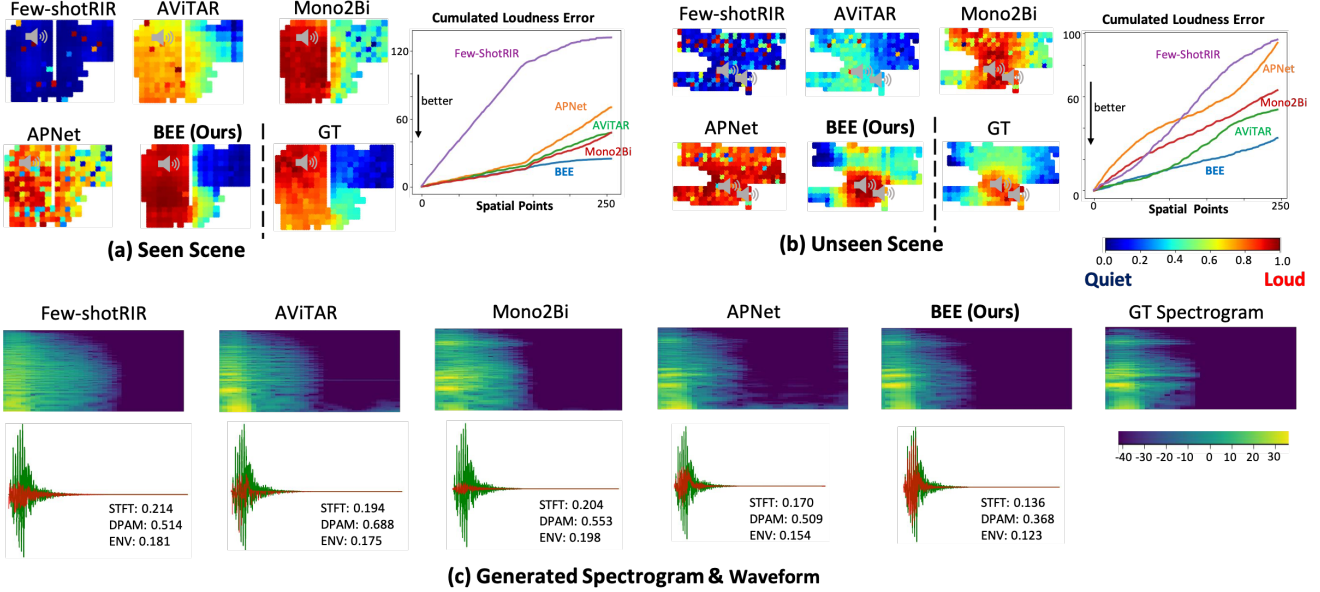 Few-shotRIR AViTAR Mono2Bi
Cumulated Loudness Error
120
60
0
better
Few-ShotRIR
APNet
AViTAR
Mono2Bi
BEE
0 250
Spatial Points
APNet BEE (Ours) GT
(a) Seen Scene
Few-shotRIR AViTAR Mono2Bi
Cumulated Loudness Error
100
60
0
better
Few-ShotRIR
APNet
Mono2Bi
AViTAR
BEE
0 250
Spatial Points
APNet BEE (Ours) GT
(b) Unseen Scene
0.0 0.2 0.4 0.6 0.8 1.0
Quiet Loud
Few-shotRIR AViTAR Mono2Bi APNet BEE (Ours) GT Spectrogram
STFT: 0.214
DPAM: 0.514
ENV: 0.181
STFT: 0.194
DPAM: 0.688
ENV: 0.175
STFT: 0.204
DPAM: 0.553
ENV: 0.198
STFT: 0.170
DPAM: 0.509
ENV: 0.154
STFT: 0.136
DPAM: 0.368
ENV: 0.123
-40 -30 -20 -10 0 10 20 30
(c) Generated Spectrogram & Waveform